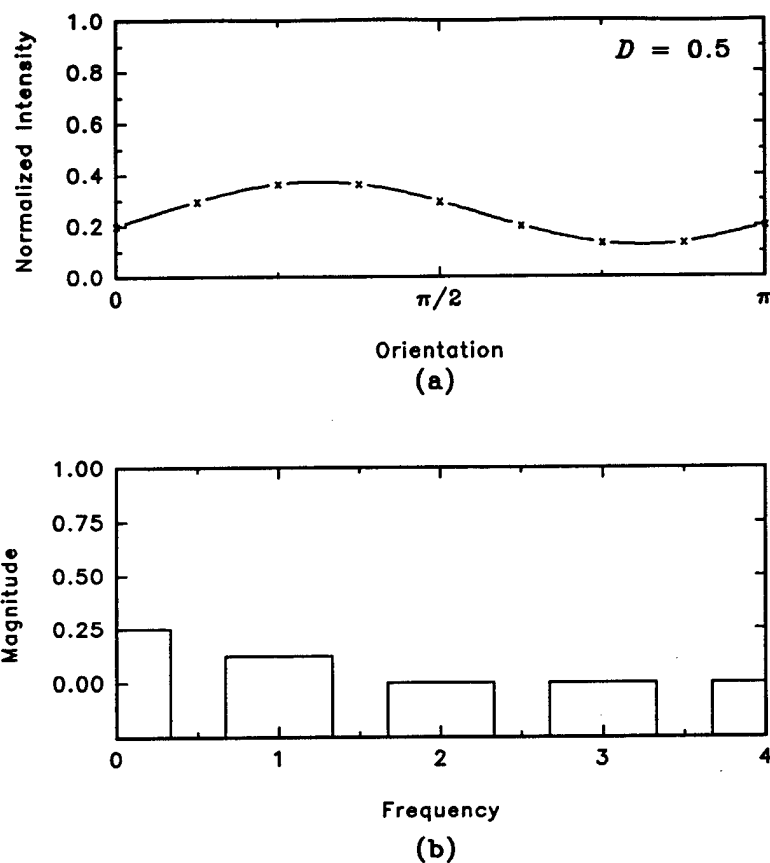 1.0
D = 0.5
0.8
0.6
0.4
0.2
0.0
Normalized Intensity
0 π/2 π
Orientation
(a)
1.00
0.75
0.50
0.25
0.00
Magnitude
0 1 2 3 4
Frequency
(b)